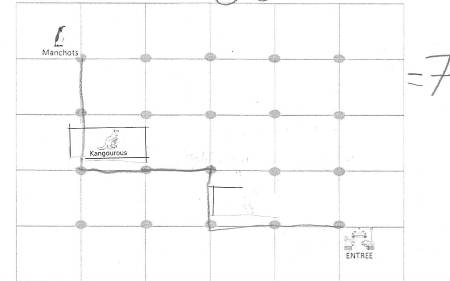 Manchots
= 7
Kangourous
ENTREE